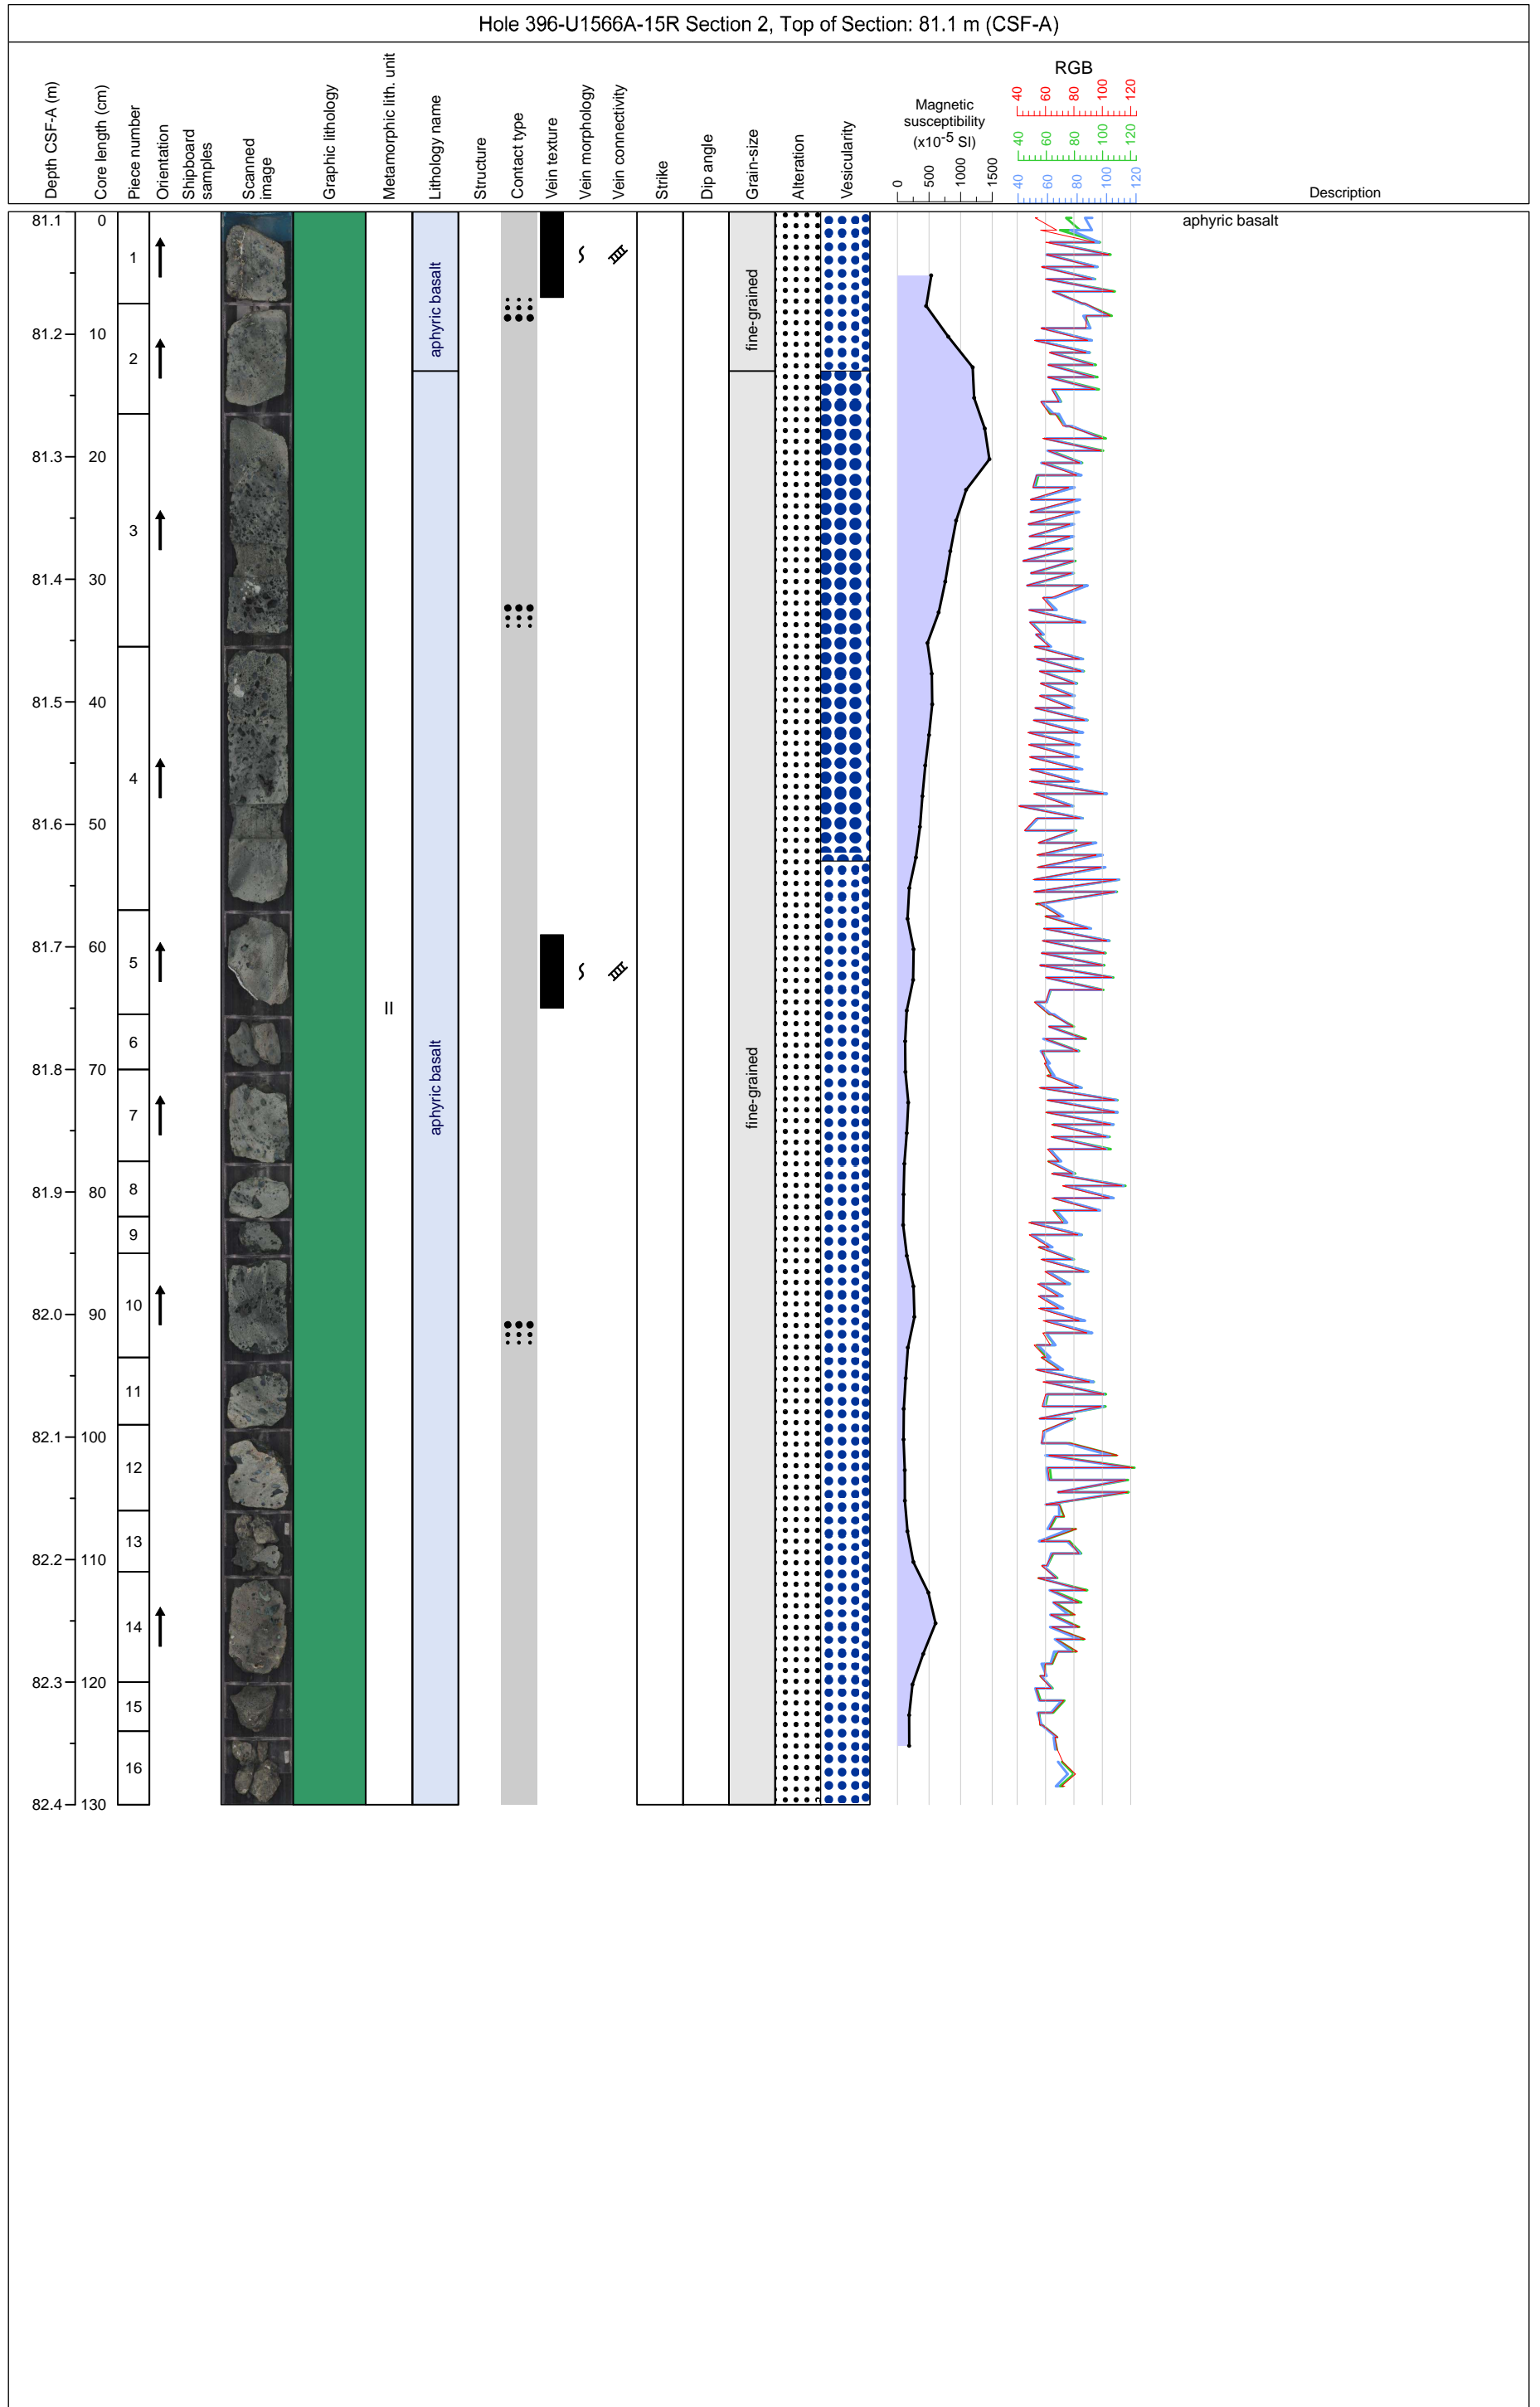 Hole 396-U1566A-15R Section 2, Top of Section: 81.1 m (CSF-A)
Depth CSF-A (m)
Core length (cm)
Piece number
Orientation
Shipboard
samples
Scanned
image
Graphic lithology
Metamorphic lith. unit
Lithology name
Structure
Contact type
Vein texture
Vein morphology
Vein connectivity
Strike
Dip angle
Grain-size
Alteration
Vesicularity
Magnetic
susceptibility
(x10-5 SI)
0 500 1000 1500
RGB
40 60 80 100 120
40 60 80 100 120
40 60 80 100 120
Description
81.1 0
aphyric basalt
1
aphyric basalt
fine-grained
81.2 10
2
81.3 20
3
81.4 30
81.5 40
4
81.6 50
81.7 60
5
II
6
81.8 70
aphyric basalt
fine-grained
7
81.9 80
8
9
82.0 90
10
11
82.1 100
12
13
82.2 110
14
82.3 120
15
16
82.4 130